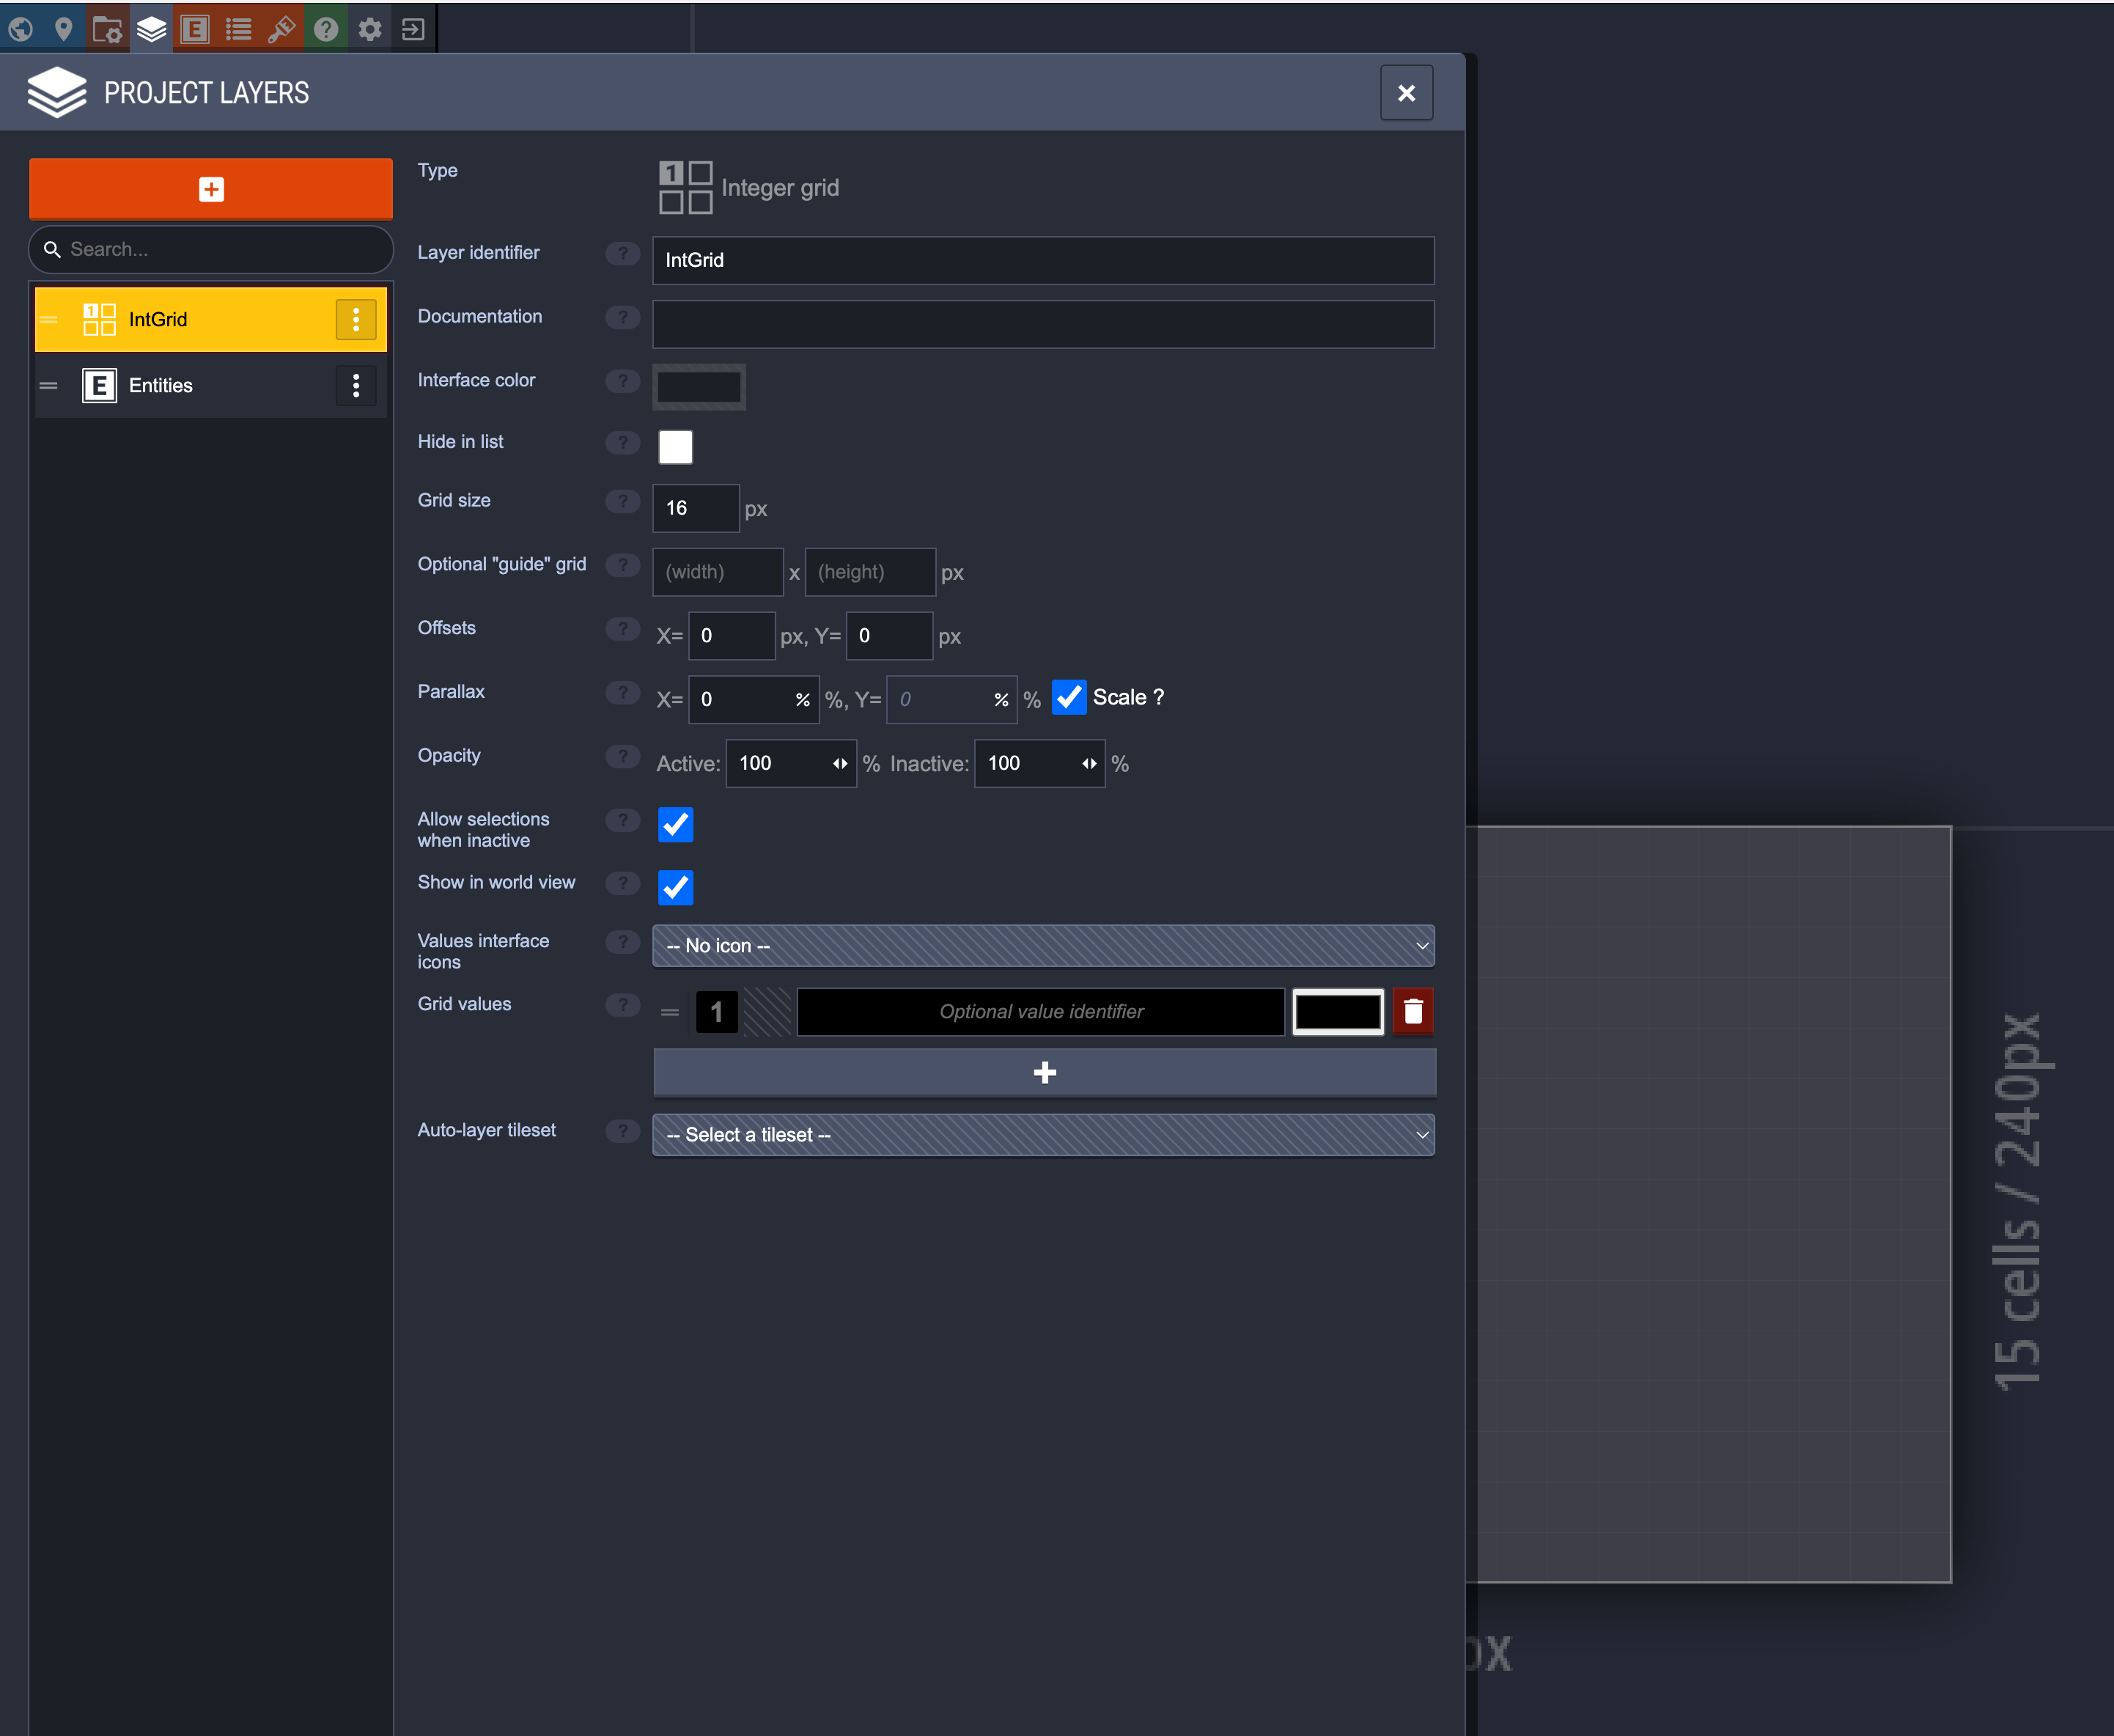 PROJECT LAYERS
Search...
IntGrid
Entities
Type
1 Integer grid
Layer identifier ? IntGrid
Documentation ?
Interface color ?
Hide in list ?
Grid size ? 16 px
Optional "guide" grid ? (width) x (height) px
Offsets ? X= 0 px, Y= 0 px
Parallax ? X= 0 % %, Y= 0 % % Scale ?
Opacity ? Active: 100 % Inactive: 100 %
Allow selections
when inactive ?
Show in world view ?
Values interface
icons ? -- No icon --
Grid values ? 1 Optional value identifier
Auto-layer tileset ? -- Select a tileset --
15 cells / 240px
px